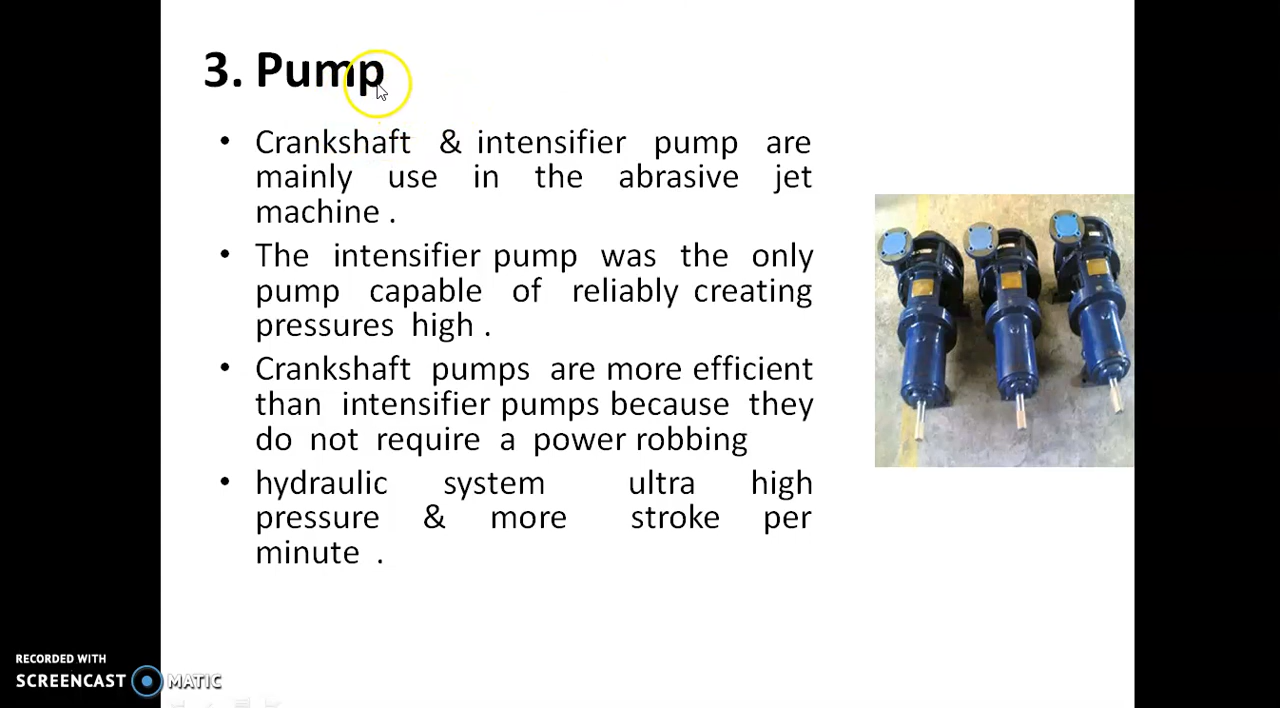 3. Pump
• Crankshaft & intensifier pump are
mainly use in the abrasive jet
machine .
• The intensifier pump was the only
pump capable of reliably creating
pressures high .
• Crankshaft pumps are more efficient
than intensifier pumps because they
do not require a power robbing
• hydraulic system ultra high
pressure & more stroke per
minute .
RECORDED WITH
SCREENCAST MATIC